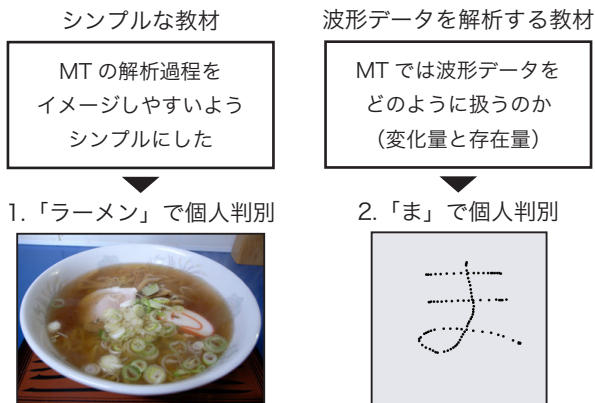 シンプルな教材
MT の解析過程を
イメージしやすいよう
シンプルにした
1.「ラーメン」で個人判別
波形データを解析する教材
MT では波形データを
どのように扱うのか
（変化量と存在量）
2.「ま」で個人判別
ま